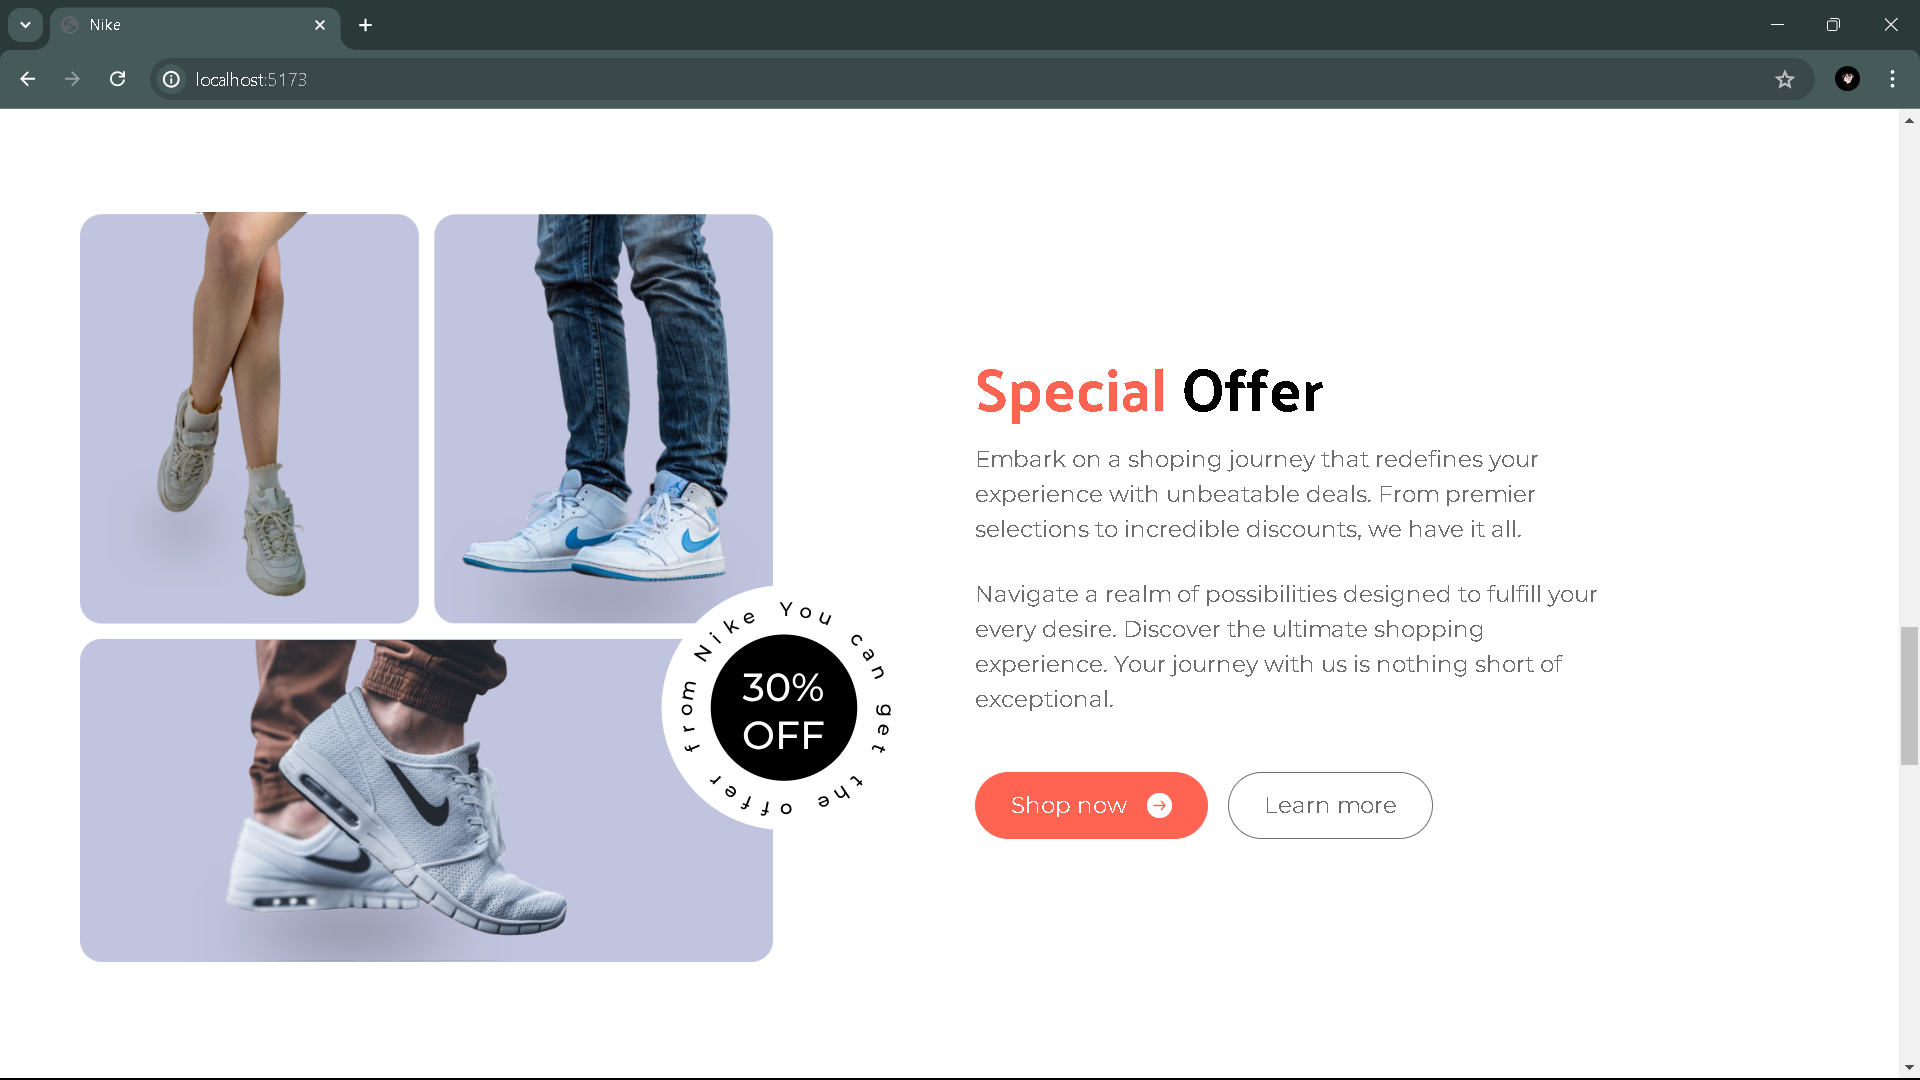 Nike
localhost:5173
Special Offer
Embark on a shoping journey that redefines your
experience with unbeatable deals. From premier
selections to incredible discounts, we have it all.
Navigate a realm of possibilities designed to fulfill your
every desire. Discover the ultimate shopping
experience. Your journey with us is nothing short of
exceptional.
Shop now
Learn more
You can get the offer from Nike
30%
OFF